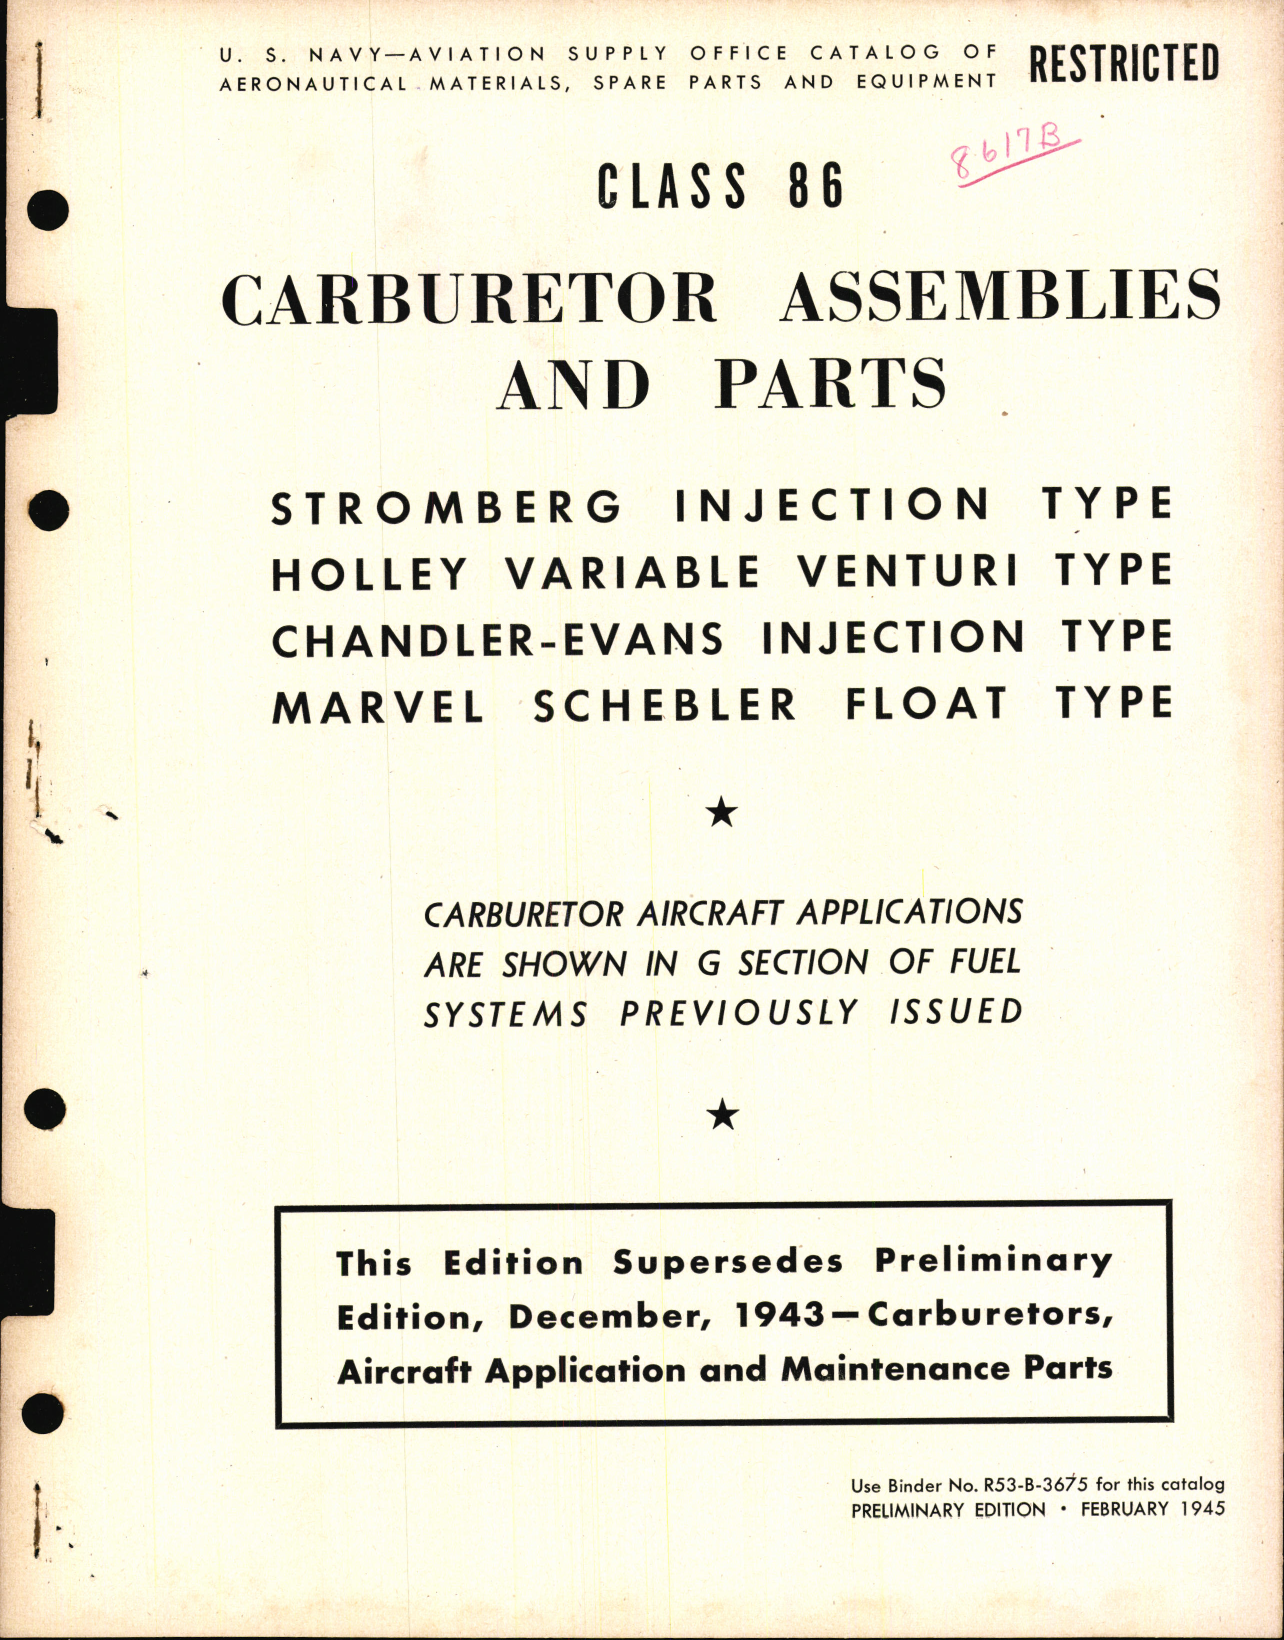 U. S. NAVY—AVIATION SUPPLY OFFICE CATALOG OF
AERONAUTICAL MATERIALS, SPARE PARTS AND EQUIPMENT
RESTRICTED
8617B
CLASS 86
CARBURETOR ASSEMBLIES
AND PARTS
STROMBERG INJECTION TYPE
HOLLEY VARIABLE VENTURI TYPE
CHANDLER-EVANS INJECTION TYPE
MARVEL SCHEBLER FLOAT TYPE
★
CARBURETOR AIRCRAFT APPLICATIONS
ARE SHOWN IN G SECTION OF FUEL
SYSTEMS PREVIOUSLY ISSUED
★
This Edition Supersedes Preliminary
Edition, December, 1943—Carburetors,
Aircraft Application and Maintenance Parts
Use Binder No. R53-B-3675 for this catalog
PRELIMINARY EDITION • FEBRUARY 1945